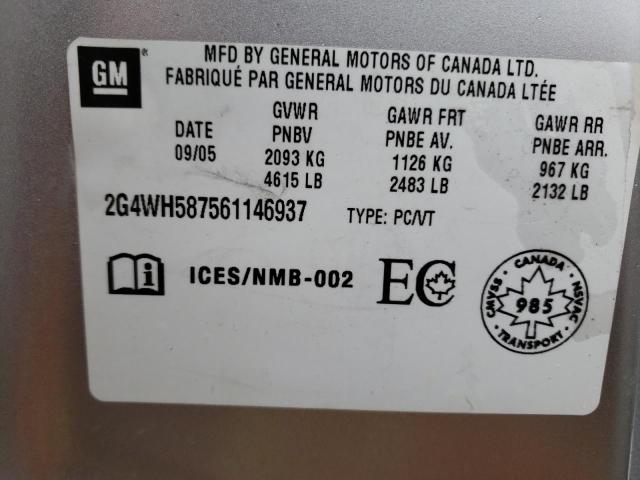 GM
MFD BY GENERAL MOTORS OF CANADA LTD.
FABRIQUÉ PAR GENERAL MOTORS DU CANADA LTÉE
GVWR GAWR FRT GAWR RR
DATE PNBV PNBE AV. PNBE ARR.
09/05 2093 KG 1126 KG 967 KG
4615 LB 2483 LB 2132 LB
2G4WH587561146937 TYPE: PC/VT
i ICES/NMB-002 EC
CANADA
CMVSS 985 NSVAC
TRANSPORT